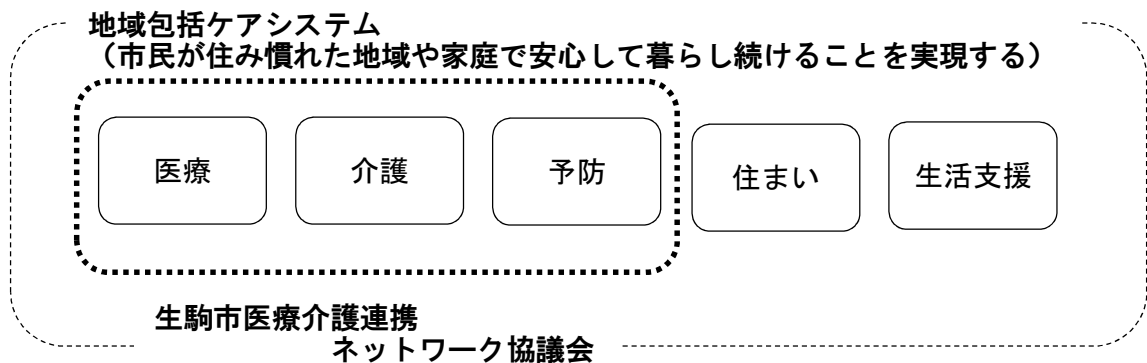 地域包括ケアシステム
（市民が住み慣れた地域や家庭で安心して暮らし続けることを実現する）
医療
介護
予防
住まい
生活支援
生駒市医療介護連携
ネットワーク協議会